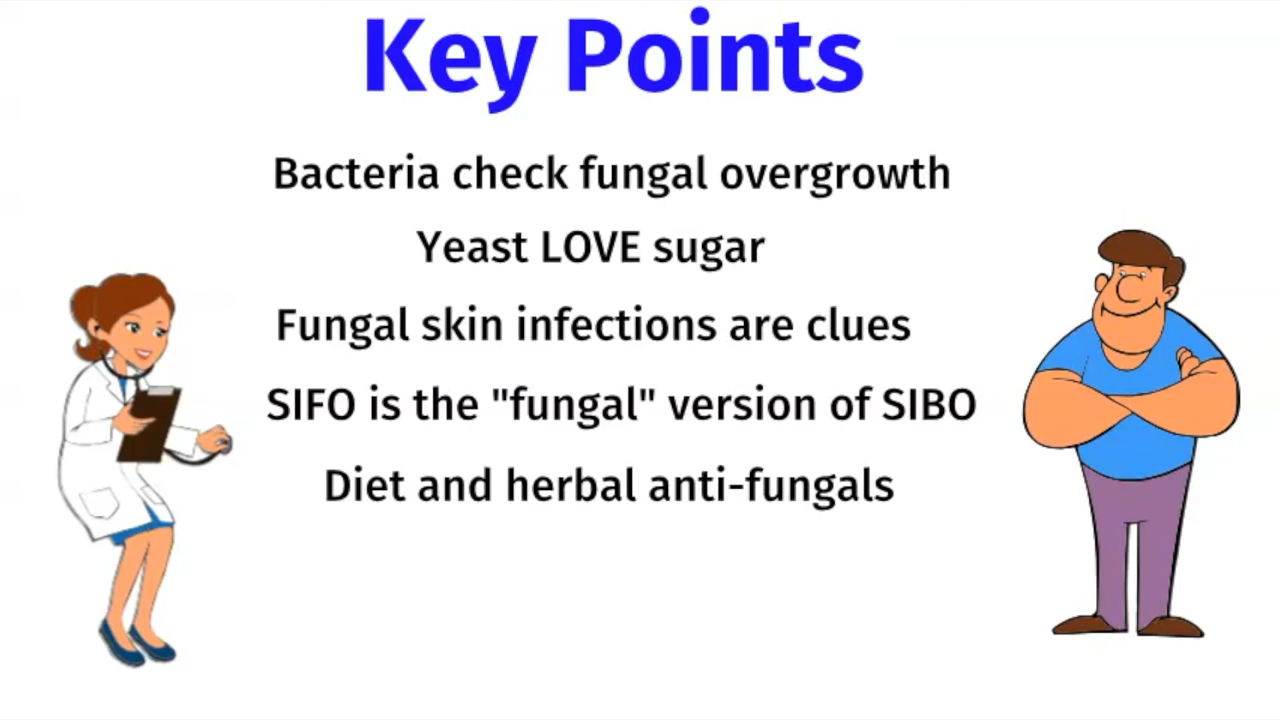 Key Points
Bacteria check fungal overgrowth
Yeast LOVE sugar
Fungal skin infections are clues
SIFO is the "fungal" version of SIBO
Diet and herbal anti-fungals